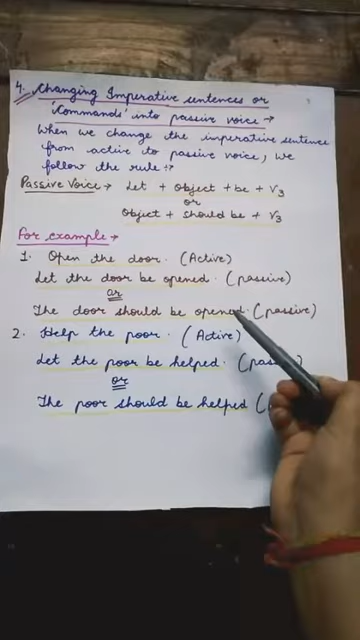 4. Changing Imperative sentences or
'Commands' into passive voice →
When we change the imperative sentence
from active to passive voice, we
follow the rule :→
Passive Voice → Let + Object + be + V3
or
Object + should be + V3
For example →
1. Open the door. (Active)
Let the door be opened. (passive)
or
The door should be opened. (passive)
2. Help the poor. (Active)
Let the poor be helped.
or
The poor should be helped